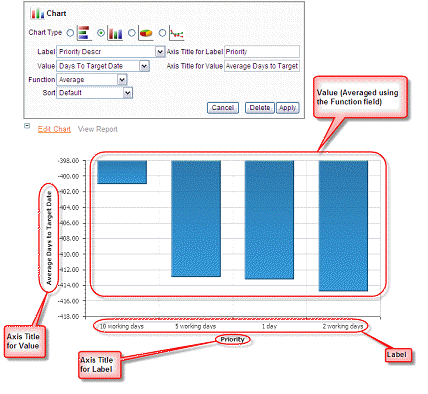 Chart
Chart Type
Label Priority Descr Axis Title for Label Priority
Value Days To Target Date Axis Title for Value Average Days to Target
Function Average
Sort Default
Cancel Delete Apply
Edit Chart View Report
Value (Averaged using
the Function field)
-398.00
-400.00
-402.00
-404.00
-406.00
-408.00
-410.00
-412.00
-414.00
-416.00
-418.00
Average Days to Target Date
10 working days 5 working days 1 day 2 working days
Priority
Axis Title
for Value
Axis Title
for Label
Label